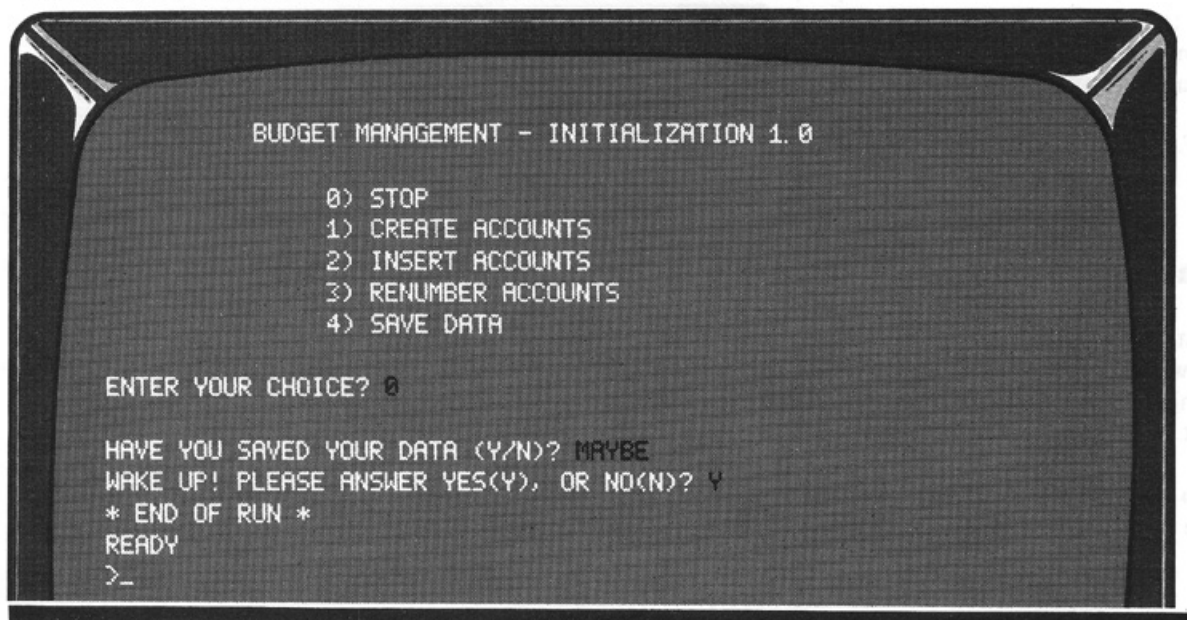 BUDGET MANAGEMENT - INITIALIZATION 1.0
0) STOP
1) CREATE ACCOUNTS
2) INSERT ACCOUNTS
3) RENUMBER ACCOUNTS
4) SAVE DATA
ENTER YOUR CHOICE? 0
HAVE YOU SAVED YOUR DATA (Y/N)? MAYBE
WAKE UP! PLEASE ANSWER YES(Y), OR NO(N)? Y
* END OF RUN *
READY
>_